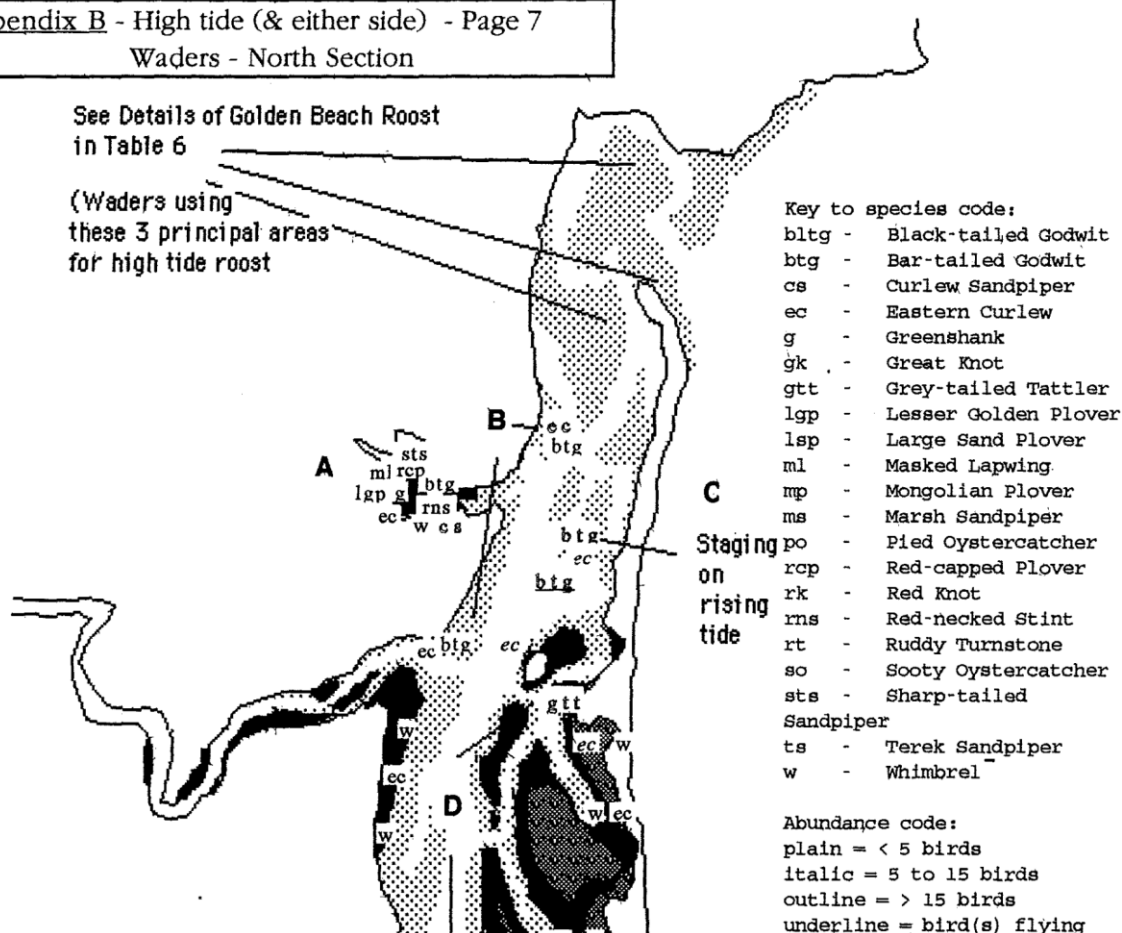 pendix B - High tide (& either side) - Page 7
Waders - North Section
See Details of Golden Beach Roost
in Table 6
(Waders using
these 3 principal areas
for high tide roost
Key to species code:
bltg - Black-tailed Godwit
btg - Bar-tailed Godwit
cs - Curlew Sandpiper
ec - Eastern Curlew
g - Greenshank
gk - Great Knot
gtt - Grey-tailed Tattler
lgp - Lesser Golden Plover
lsp - Large Sand Plover
ml - Masked Lapwing
mp - Mongolian Plover
ms - Marsh Sandpiper
po - Pied Oystercatcher
rcp - Red-capped Plover
rk - Red Knot
rns - Red-necked Stint
rt - Ruddy Turnstone
so - Sooty Oystercatcher
sts - Sharp-tailed
Sandpiper
ts - Terek Sandpiper
w - Whimbrel
Abundance code:
plain = < 5 birds
italic = 5 to 15 birds
outline = > 15 birds
underline = bird(s) flying
B
ec
btg
A
sts
ml rcp
lgp g btg
ec rns
w cs
C
Staging
on
rising
tide
btg
ec
btg
ec btg ec
gtt
w ec w
ec
D
w ec
w